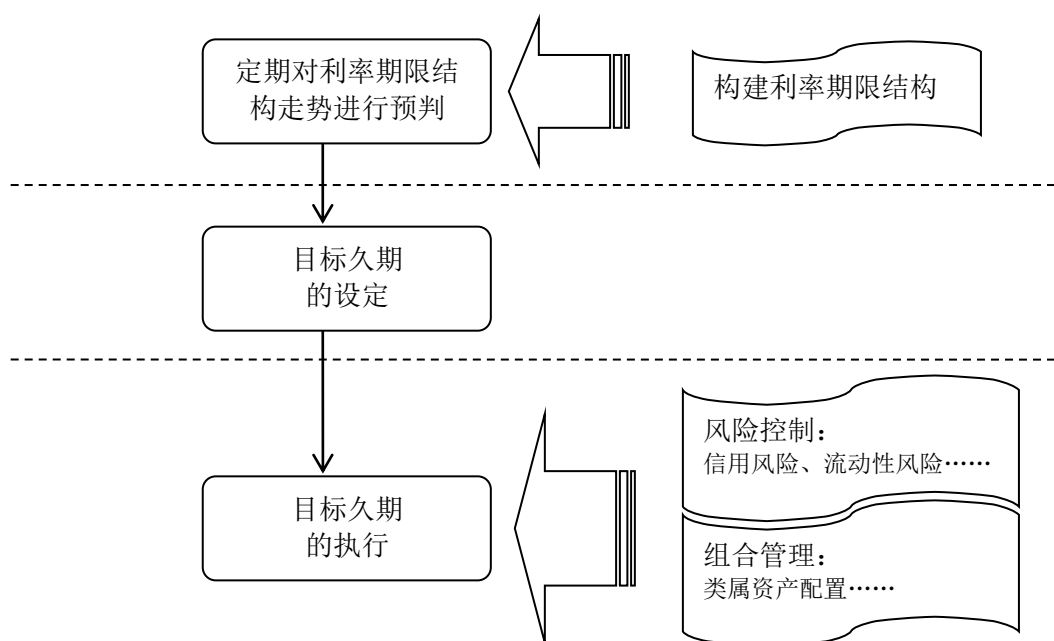 定期对利率期限结
构走势进行预判
构建利率期限结构
目标久期
的设定
目标久期
的执行
风险控制：
信用风险、流动性风险……
组合管理：
类属资产配置……